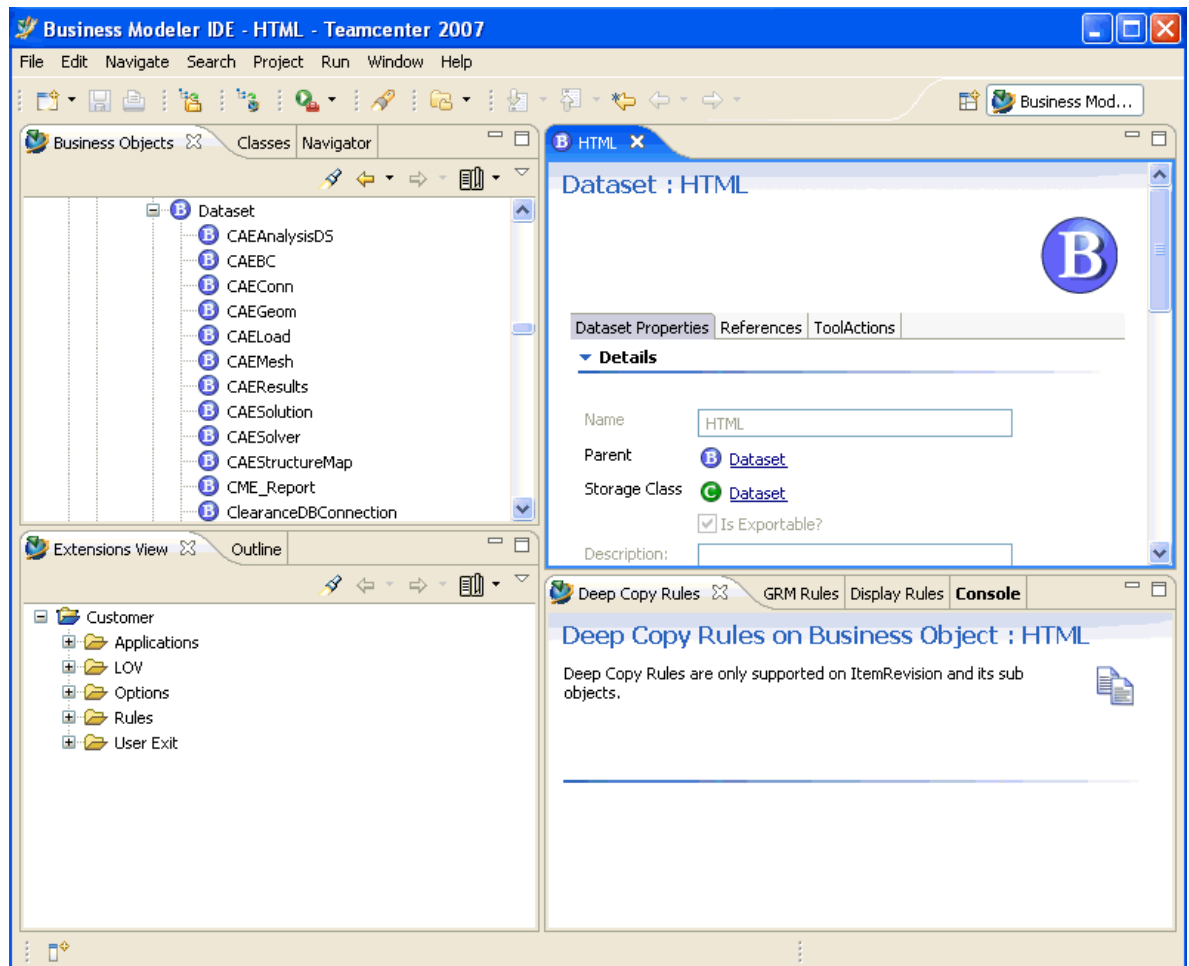 Business Modeler IDE - HTML - Teamcenter 2007
File Edit Navigate Search Project Run Window Help
Business Mod...
Business Objects Classes Navigator
Dataset
CAEAnalysisDS
CAEBC
CAEConn
CAEGeom
CAELoad
CAEMesh
CAEResults
CAESolution
CAESolver
CAEStructureMap
CME_Report
ClearanceDBConnection
HTML
Dataset : HTML
B
Dataset Properties References ToolActions
Details
Name HTML
Parent Dataset
Storage Class Dataset
Is Exportable?
Description:
Extensions View Outline
Customer
Applications
LOV
Options
Rules
User Exit
Deep Copy Rules GRM Rules Display Rules Console
Deep Copy Rules on Business Object : HTML
Deep Copy Rules are only supported on ItemRevision and its sub
objects.